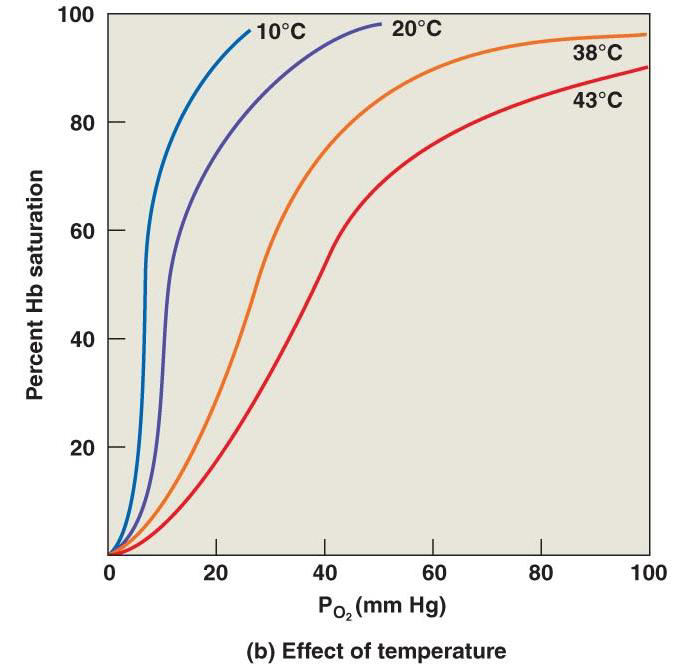 100
10°C
20°C
38°C
43°C
80
60
40
20
Percent Hb saturation
0 20 40 60 80 100
PO₂ (mm Hg)
(b) Effect of temperature